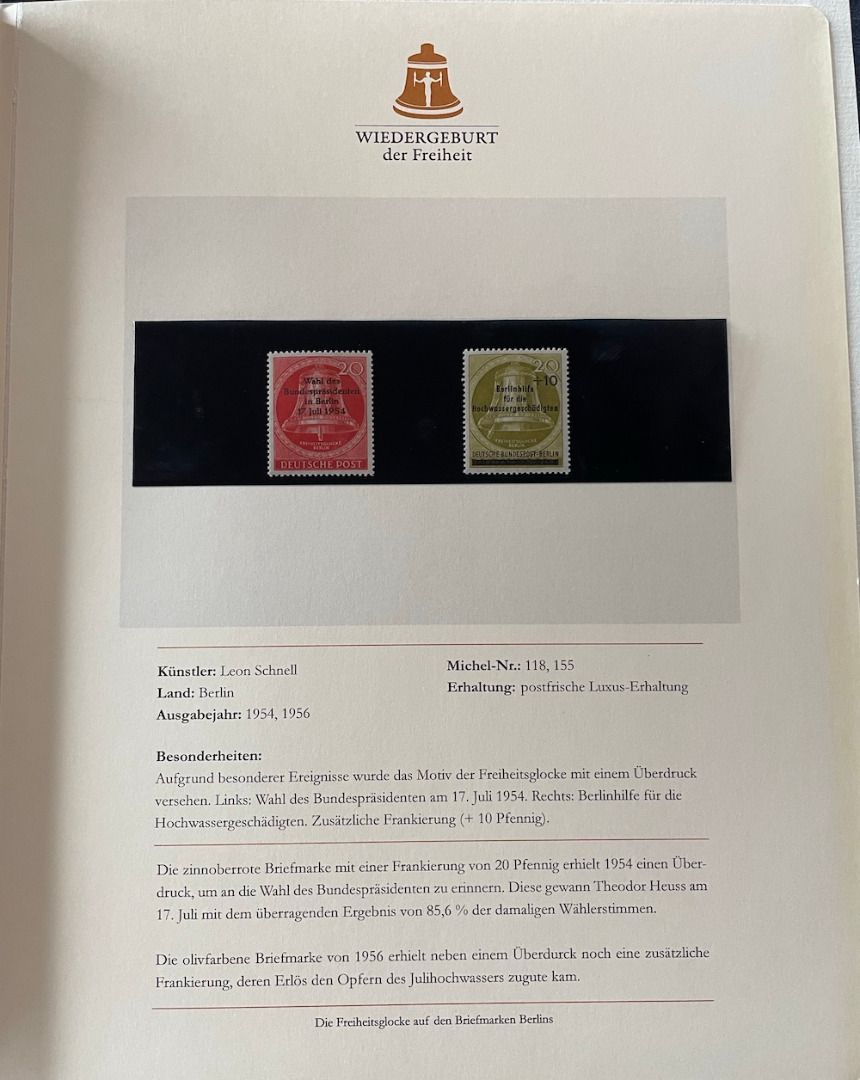 WIEDERGEBURT
der Freiheit
20
Wahl des
Bundespräsidenten
in Berlin
17. Juli 1954
FREIHEITSGLOCKE
BERLIN
DEUTSCHE POST
20
+10
Berlinhilfe
für die
Hochwassergeschädigten
FREIHEITSGLOCKE
BERLIN
DEUTSCHE BUNDESPOST·BERLIN
Künstler: Leon Schnell
Land: Berlin
Ausgabejahr: 1954, 1956
Michel-Nr.: 118, 155
Erhaltung: postfrische Luxus-Erhaltung
Besonderheiten:
Aufgrund besonderer Ereignisse wurde das Motiv der Freiheitsglocke mit einem Überdruck
versehen. Links: Wahl des Bundespräsidenten am 17. Juli 1954. Rechts: Berlinhilfe für die
Hochwassergeschädigten. Zusätzliche Frankierung (+ 10 Pfennig).
Die zinnoberrote Briefmarke mit einer Frankierung von 20 Pfennig erhielt 1954 einen Über-
druck, um an die Wahl des Bundespräsidenten zu erinnern. Diese gewann Theodor Heuss am
17. Juli mit dem überragenden Ergebnis von 85,6 % der damaligen Wählerstimmen.
Die olivfarbene Briefmarke von 1956 erhielt neben einem Überdurck noch eine zusätzliche
Frankierung, deren Erlös den Opfern des Julihochwassers zugute kam.
Die Freiheitsglocke auf den Briefmarken Berlins